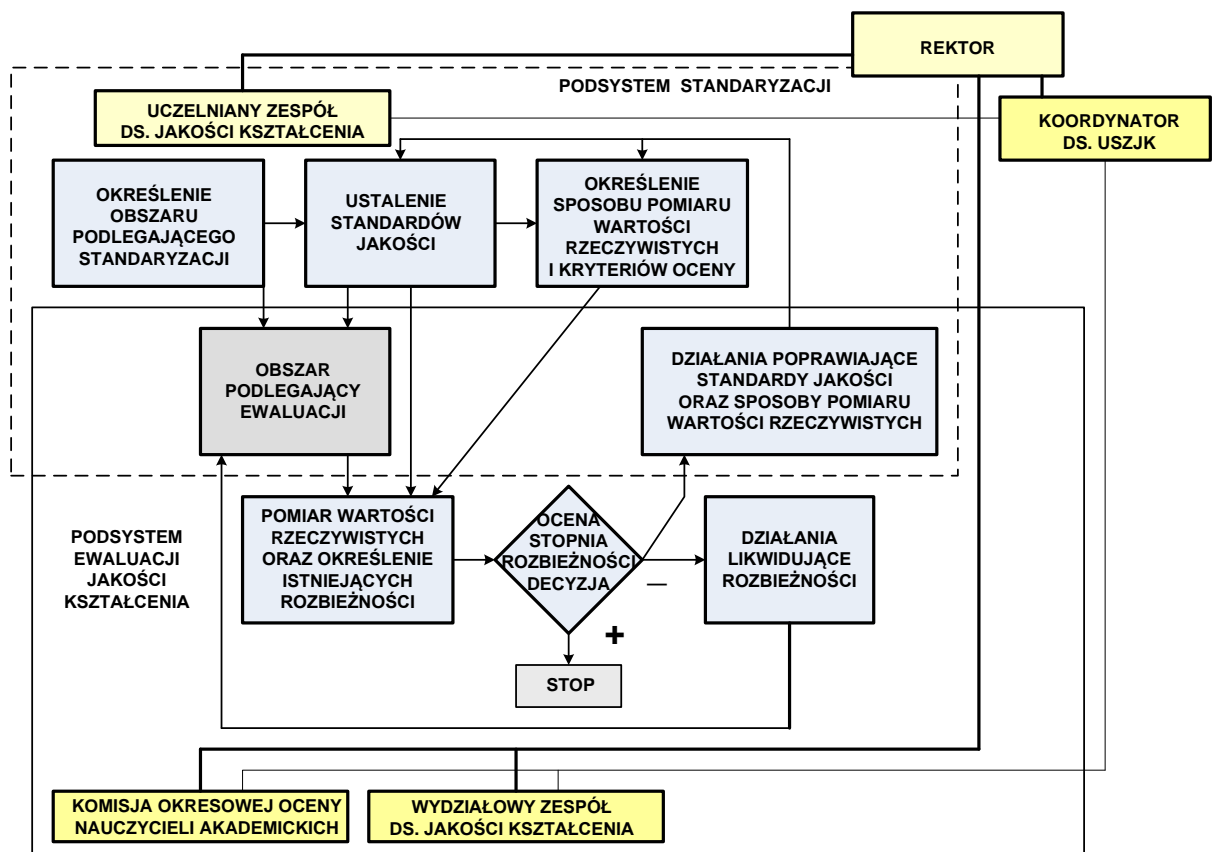 REKTOR
PODSYSTEM STANDARYZACJI
UCZELNIANY ZESPÓŁ
DS. JAKOŚCI KSZTAŁCENIA
KOORDYNATOR
DS. USZJK
OKREŚLENIE
OBSZARU
PODLEGAJĄCEGO
STANDARYZACJI
USTALENIE
STANDARDÓW
JAKOŚCI
OKREŚLENIE
SPOSOBU POMIARU
WARTOŚCI
RZECZYWISTYCH
I KRYTERIÓW OCENY
OBSZAR
PODLEGAJĄCY
EWALUACJI
DZIAŁANIA POPRAWIAJĄCE
STANDARDY JAKOŚCI
ORAZ SPOSOBY POMIARU
WARTOŚCI RZECZYWISTYCH
PODSYSTEM
EWALUACJI
JAKOŚCI
KSZTAŁCENIA
POMIAR WARTOŚCI
RZECZYWISTYCH
ORAZ OKREŚLENIE
ISTNIEJĄCYCH
ROZBIEŻNOŚCI
OCENA
STOPNIA
ROZBIEŻNOŚCI
DECYZJA
–
+
DZIAŁANIA
LIKWIDUJĄCE
ROZBIEŻNOŚCI
STOP
KOMISJA OKRESOWEJ OCENY
NAUCZYCIELI AKADEMICKICH
WYDZIAŁOWY ZESPÓŁ
DS. JAKOŚCI KSZTAŁCENIA